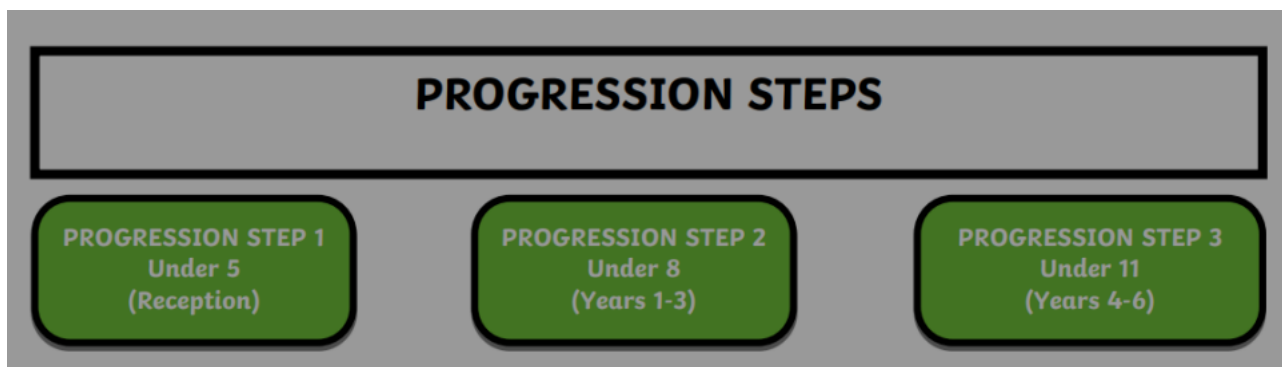 PROGRESSION STEPS
PROGRESSION STEP 1
Under 5
(Reception)
PROGRESSION STEP 2
Under 8
(Years 1-3)
PROGRESSION STEP 3
Under 11
(Years 4-6)